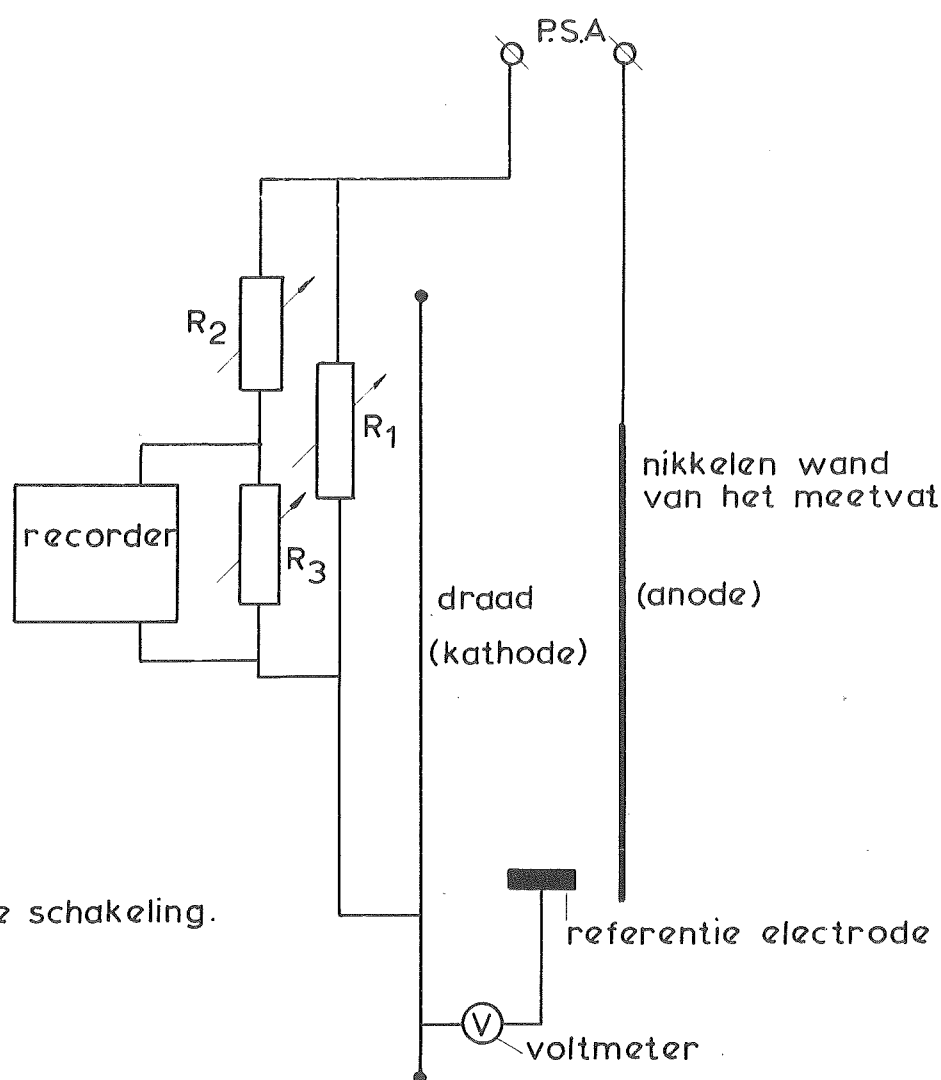 P.S.A.
R2
R1
nikkelen wand
van het meetvat
recorder
R3
draad
(anode)
(kathode)
e schakeling.
referentie electrode
V
voltmeter